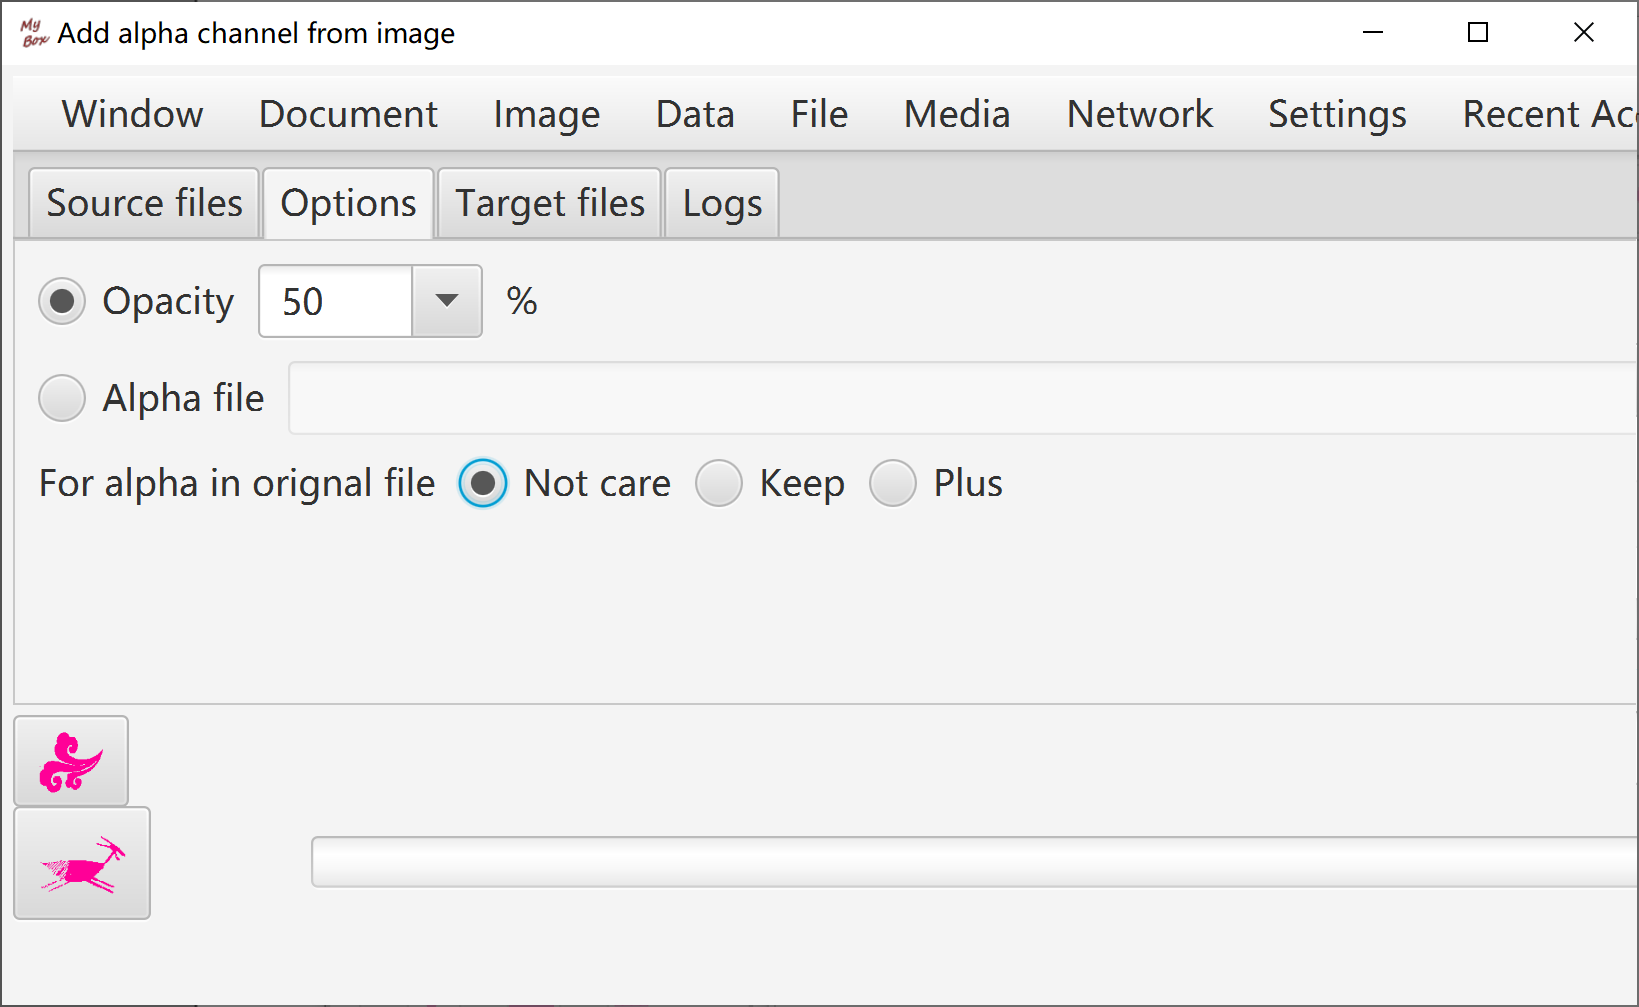 My Box Add alpha channel from image
Window Document Image Data File Media Network Settings Recent
Source files Options Target files Logs
Opacity 50 %
Alpha file
For alpha in orignal file Not care Keep Plus